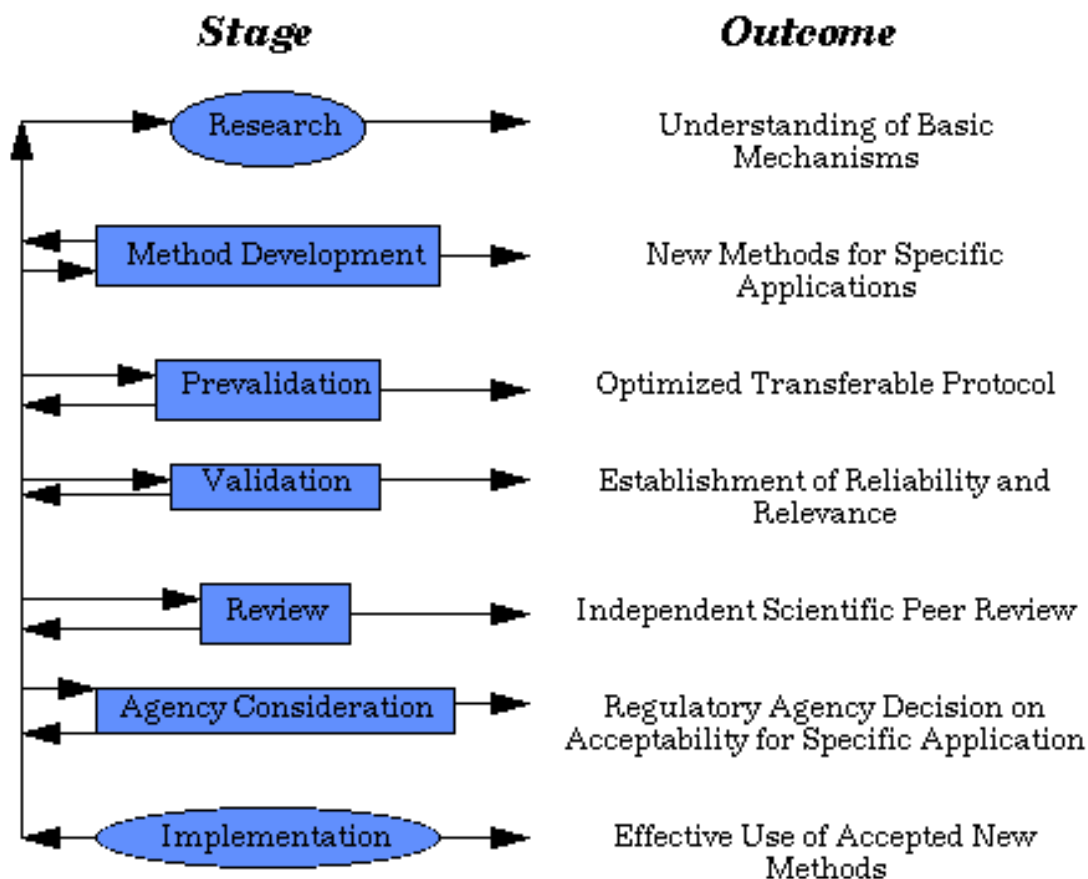 Stage
Outcome
Research
Understanding of Basic
Mechanisms
Method Development
New Methods for Specific
Applications
Prevalidation
Optimized Transferable Protocol
Validation
Establishment of Reliability and
Relevance
Review
Independent Scientific Peer Review
Agency Consideration
Regulatory Agency Decision on
Acceptability for Specific Application
Implementation
Effective Use of Accepted New
Methods